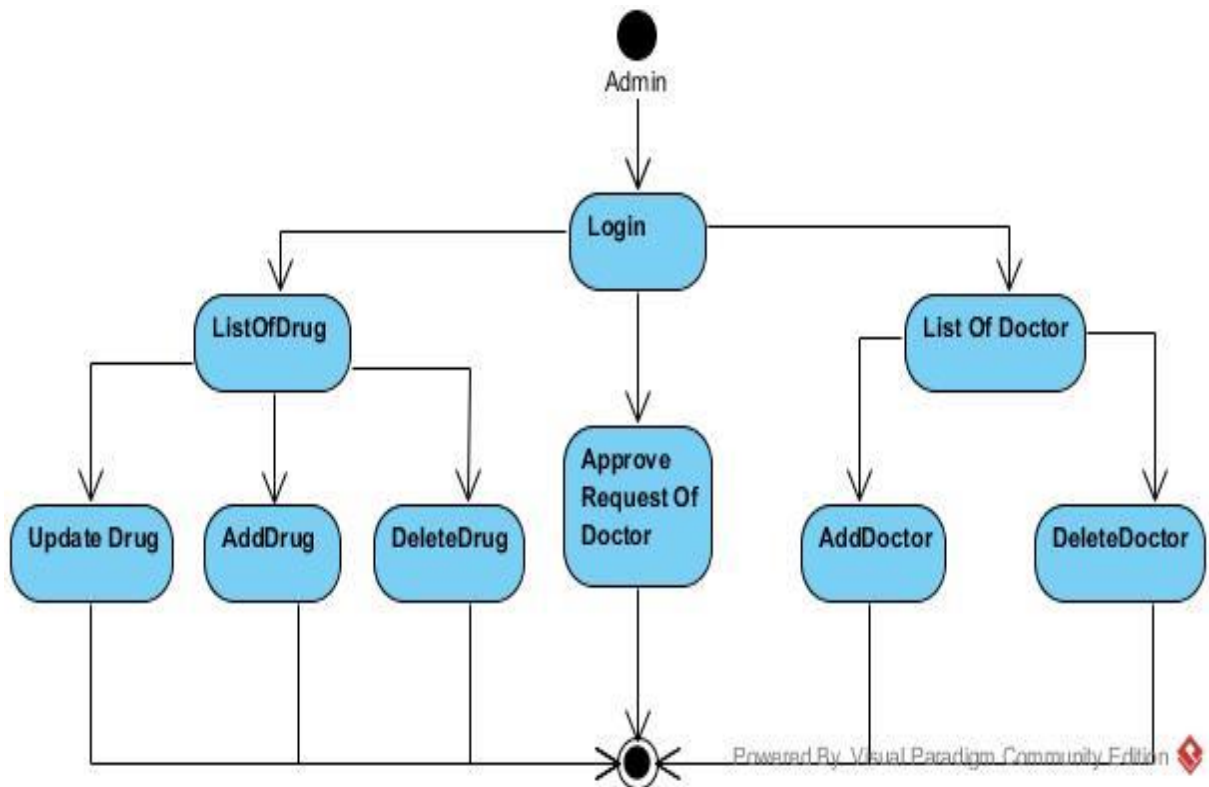 Admin
Login
ListOfDrug
List Of Doctor
Approve
Request Of
Doctor
Update Drug
AddDrug
DeleteDrug
AddDoctor
DeleteDoctor
Powered By Visual Paradigm Community Edition